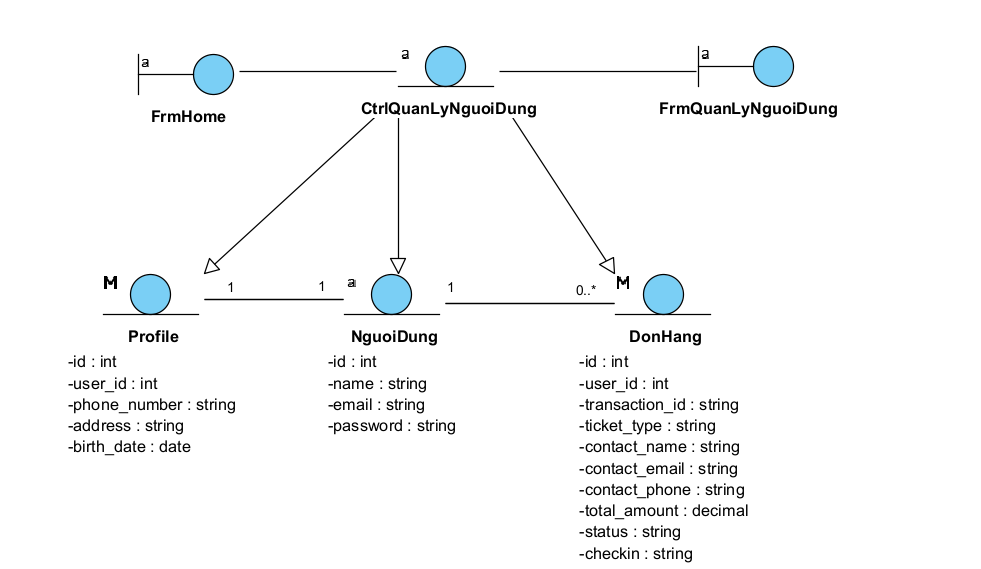 a
FrmHome
a
CtrlQuanLyNguoiDung
a
FrmQuanLyNguoiDung
M
Profile
-id : int
-user_id : int
-phone_number : string
-address : string
-birth_date : date
1
1
a
NguoiDung
-id : int
-name : string
-email : string
-password : string
1
0..*
M
DonHang
-id : int
-user_id : int
-transaction_id : string
-ticket_type : string
-contact_name : string
-contact_email : string
-contact_phone : string
-total_amount : decimal
-status : string
-checkin : string